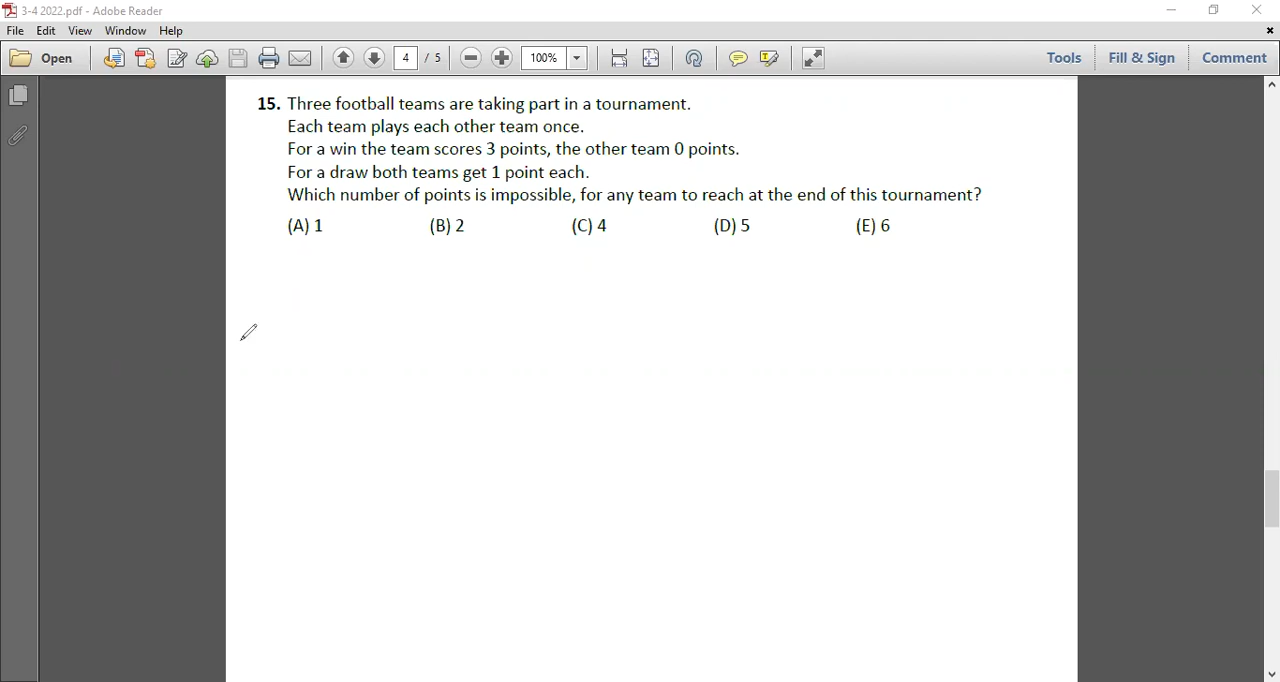 3-4 2022.pdf - Adobe Reader
File Edit View Window Help
Open 4 / 5 100% Tools Fill & Sign Comment
15. Three football teams are taking part in a tournament.
Each team plays each other team once.
For a win the team scores 3 points, the other team 0 points.
For a draw both teams get 1 point each.
Which number of points is impossible, for any team to reach at the end of this tournament?
(A) 1 (B) 2 (C) 4 (D) 5 (E) 6